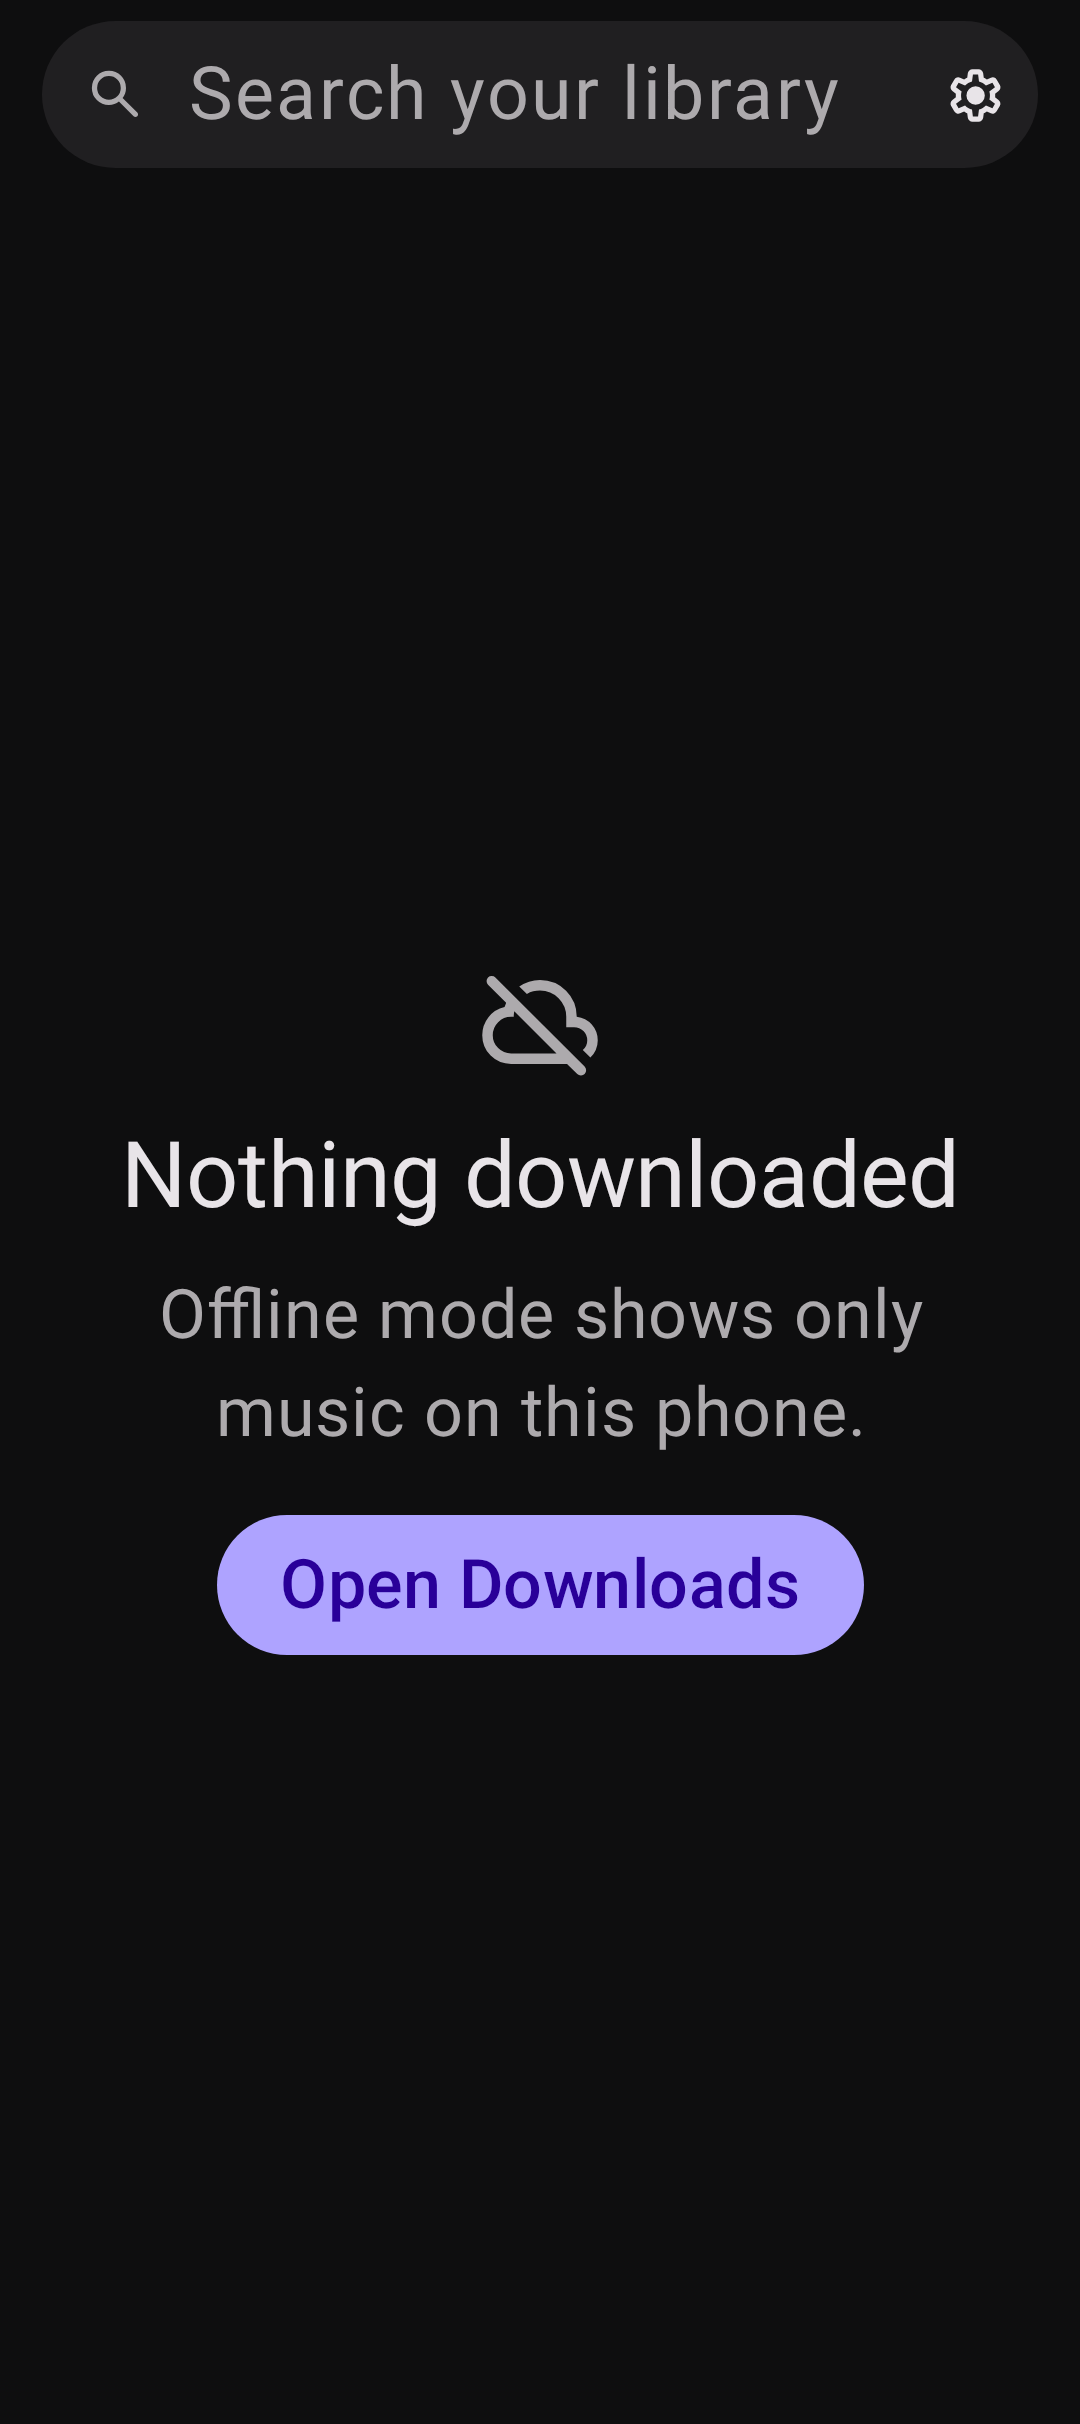 Search your library
Nothing downloaded
Offline mode shows only
music on this phone.
Open Downloads